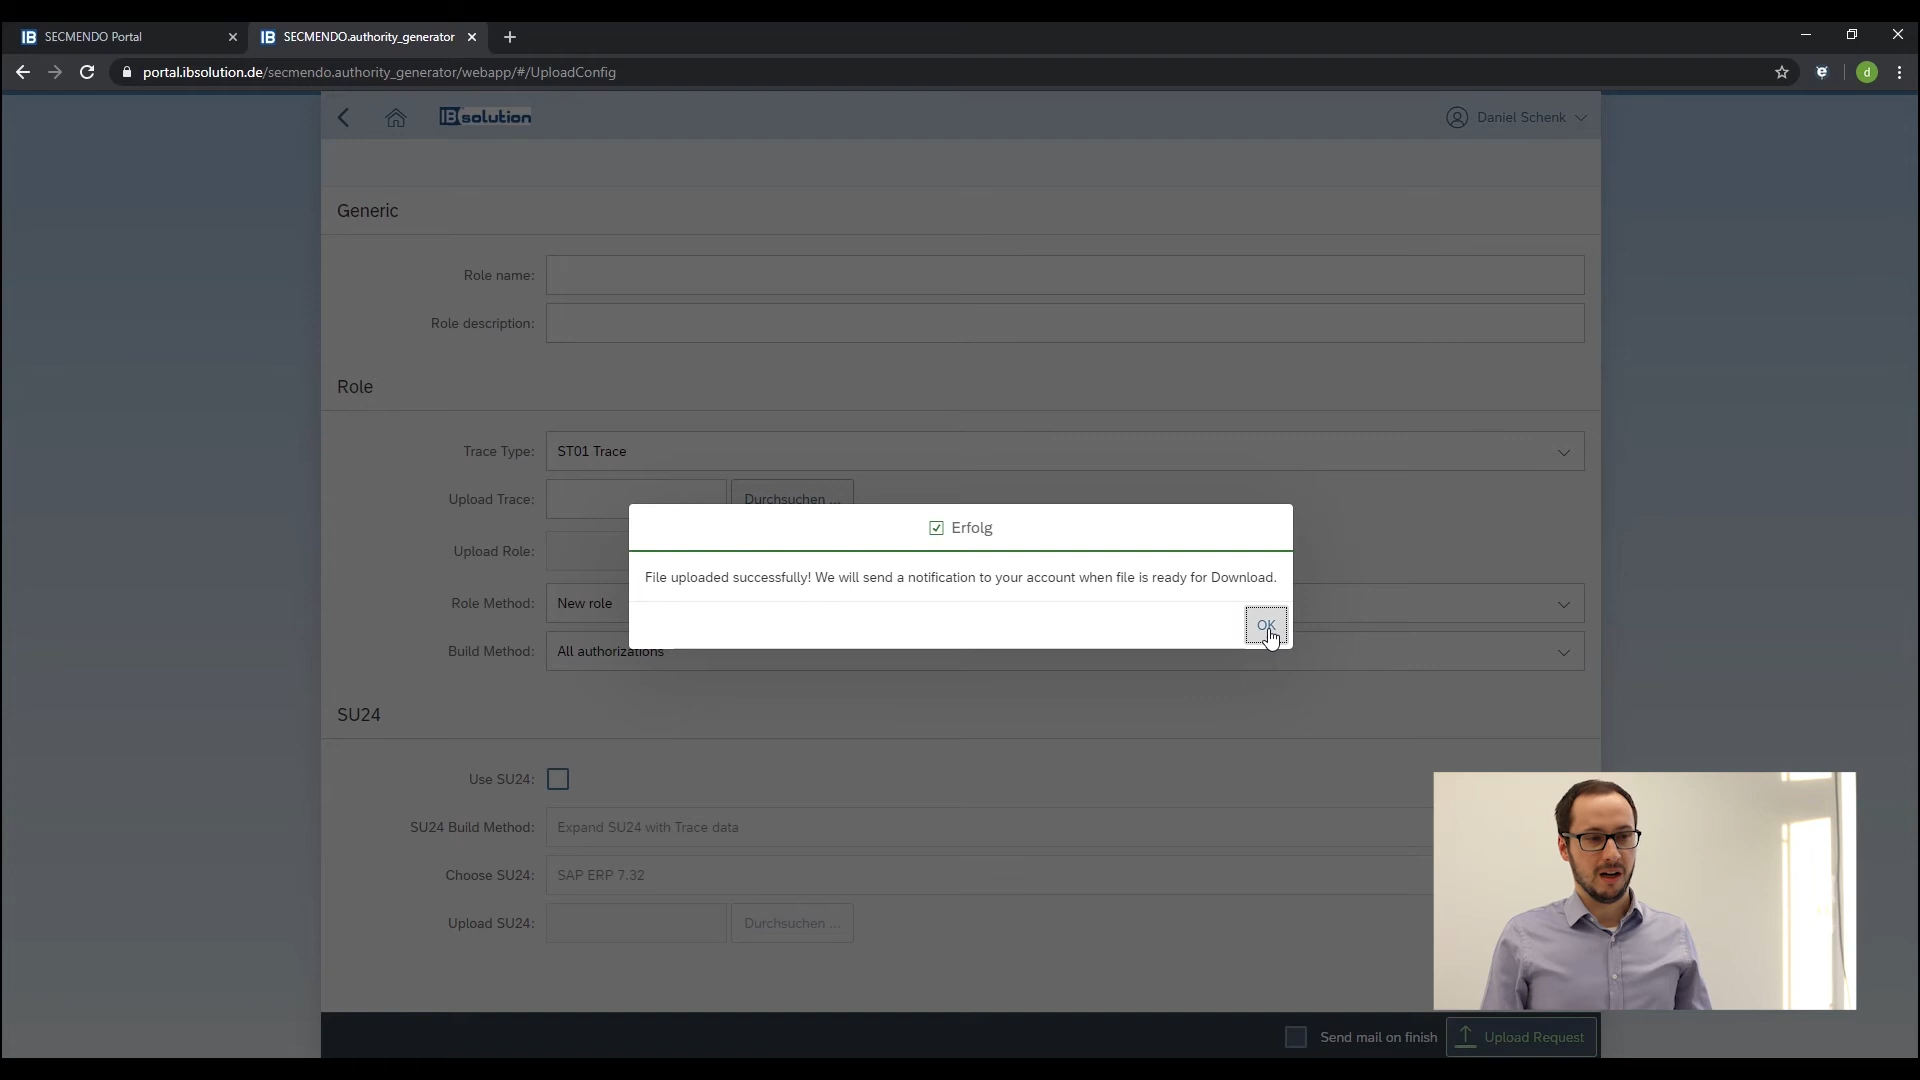 SECMENDO Portal
SECMENDO.authority_generator
portal.ibsolution.de/secmendo.authority_generator/webapp/#/UploadConfig
d
IBsolution
Daniel Schenk
Generic
Role name:
Role description:
Role
Trace Type: ST01 Trace
Upload Trace: Durchsuchen ...
Erfolg
Upload Role:
File uploaded successfully! We will send a notification to your account when file is ready for Download.
Role Method: New role
OK
Build Method: All authorizations
SU24
Use SU24:
SU24 Build Method: Expand SU24 with Trace data
Choose SU24: SAP ERP 7.32
Upload SU24: Durchsuchen ...
Send mail on finish Upload Request